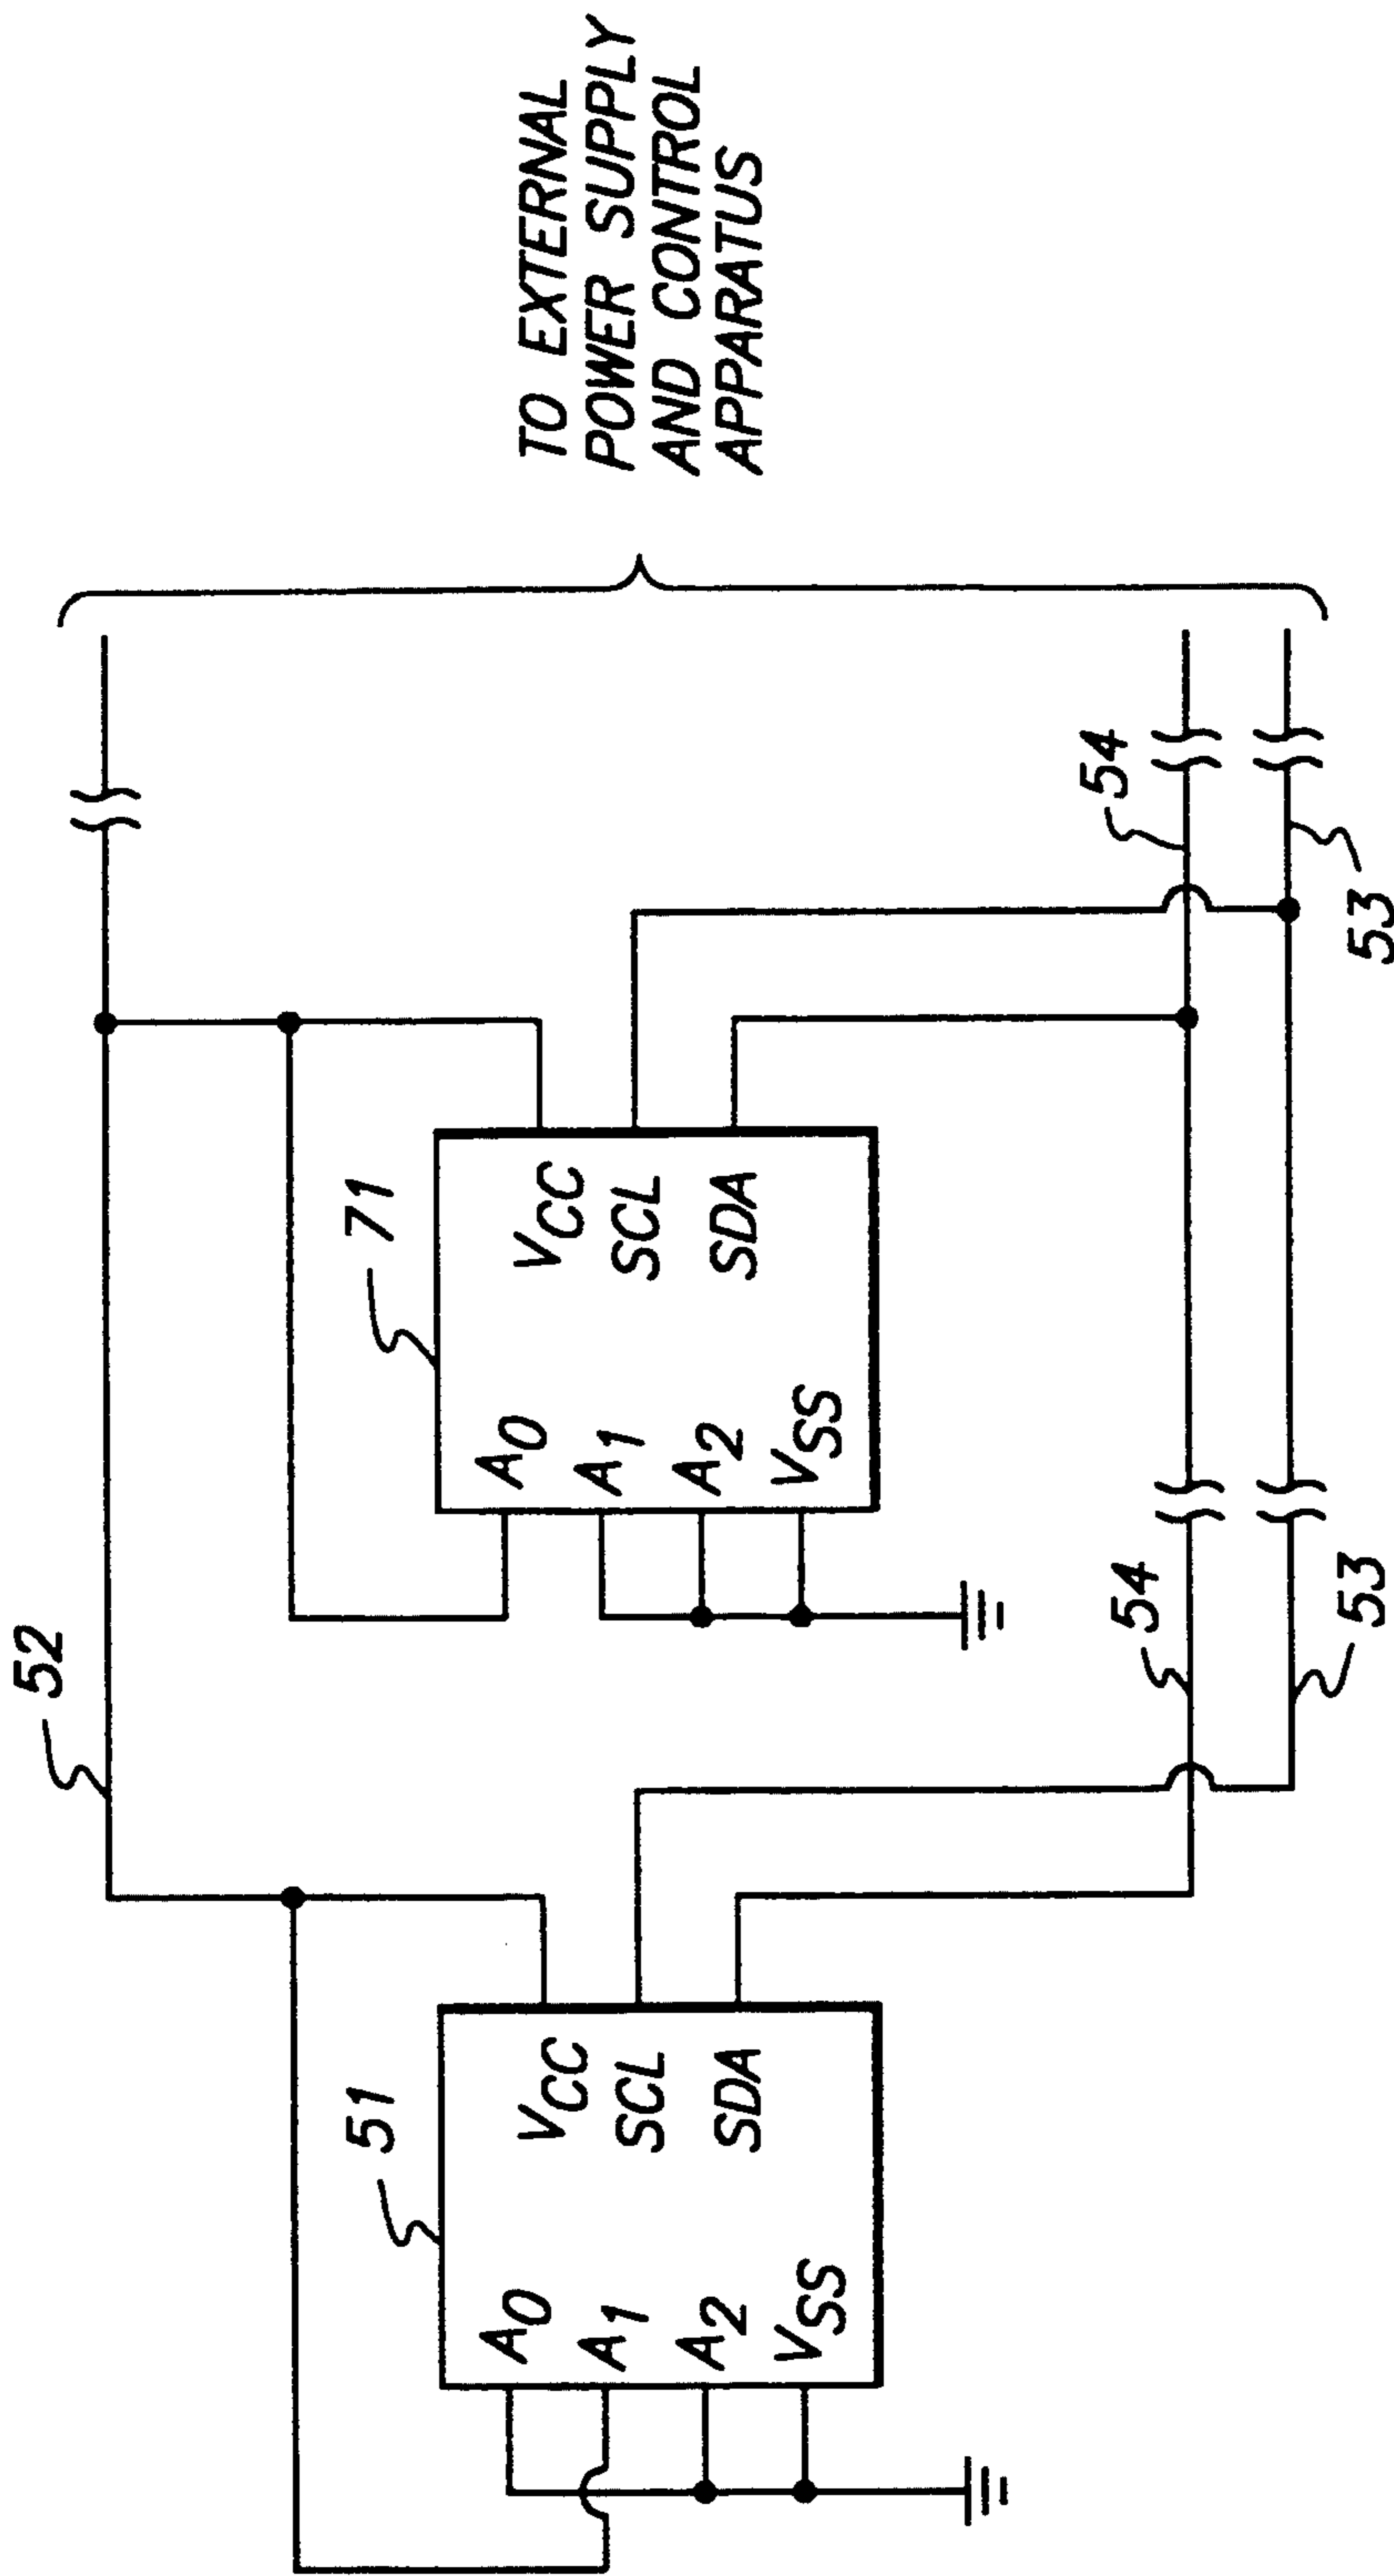 52
TO EXTERNAL
POWER SUPPLY
AND CONTROL
APPARATUS
51
71
A0
VCC
A1
SCL
A2
SDA
VSS
A0
VCC
A1
SCL
A2
SDA
VSS
54
54
53
53